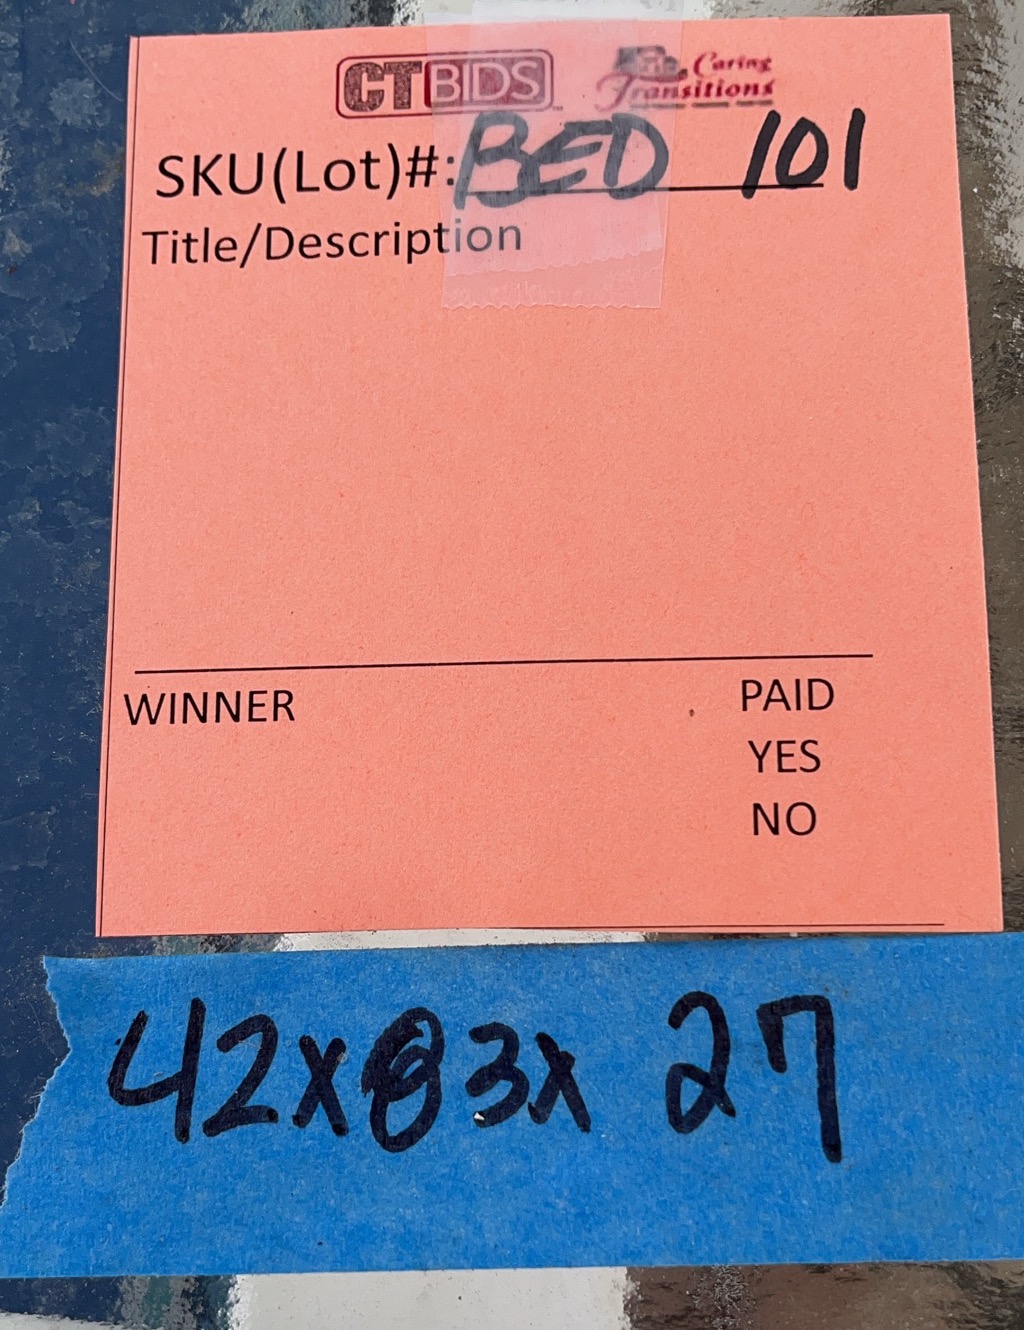 CTBIDS Caring Transitions
SKU(Lot)#: BED 101
Title/Description
WINNER PAID
YES
NO
42x83x 27